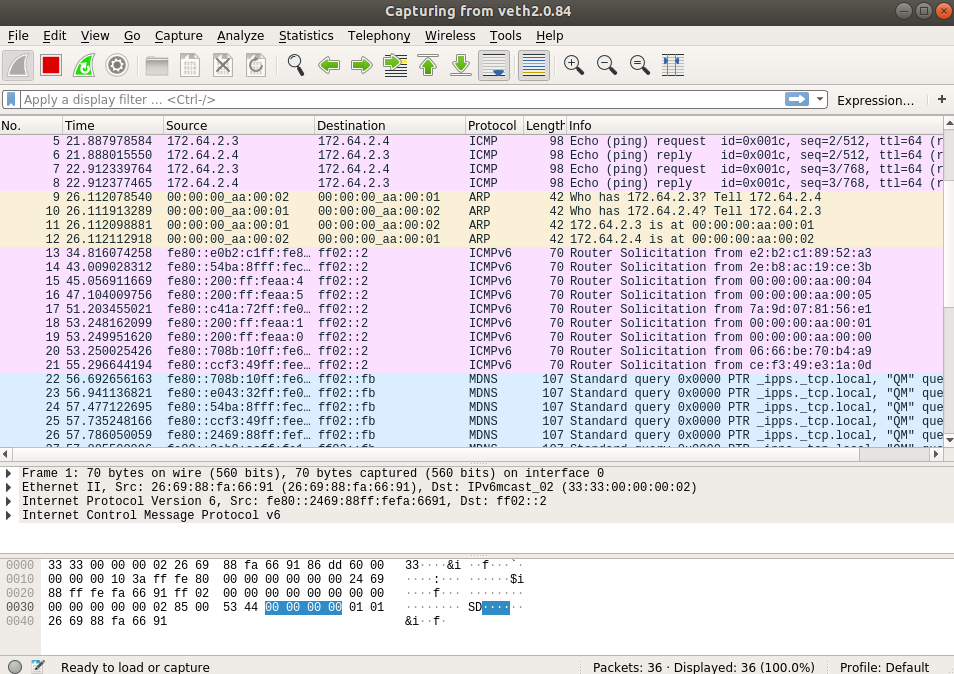 Capturing from veth2.0.84
File Edit View Go Capture Analyze Statistics Telephony Wireless Tools Help
Apply a display filter … <Ctrl-/> Expression… +
No. Time Source Destination Protocol Length Info
5 21.887978584 172.64.2.3 172.64.2.4 ICMP 98 Echo (ping) request id=0x001c, seq=2/512, ttl=64 (r
6 21.888015550 172.64.2.4 172.64.2.3 ICMP 98 Echo (ping) reply id=0x001c, seq=2/512, ttl=64 (r
7 22.912339764 172.64.2.3 172.64.2.4 ICMP 98 Echo (ping) request id=0x001c, seq=3/768, ttl=64 (r
8 22.912377465 172.64.2.4 172.64.2.3 ICMP 98 Echo (ping) reply id=0x001c, seq=3/768, ttl=64 (r
9 26.112078540 00:00:00_aa:00:02 00:00:00_aa:00:01 ARP 42 Who has 172.64.2.3? Tell 172.64.2.4
10 26.111913289 00:00:00_aa:00:01 00:00:00_aa:00:02 ARP 42 Who has 172.64.2.4? Tell 172.64.2.3
11 26.112098881 00:00:00_aa:00:01 00:00:00_aa:00:02 ARP 42 172.64.2.3 is at 00:00:00:aa:00:01
12 26.112112918 00:00:00_aa:00:02 00:00:00_aa:00:01 ARP 42 172.64.2.4 is at 00:00:00:aa:00:02
13 34.816074258 fe80::e0b2:c1ff:fe8… ff02::2 ICMPv6 70 Router Solicitation from e2:b2:c1:89:52:a3
14 43.009028312 fe80::54ba:8fff:fec… ff02::2 ICMPv6 70 Router Solicitation from 2e:b8:ac:19:ce:3b
15 45.056911669 fe80::200:ff:feaa:4 ff02::2 ICMPv6 70 Router Solicitation from 00:00:00:aa:00:04
16 47.104009756 fe80::200:ff:feaa:5 ff02::2 ICMPv6 70 Router Solicitation from 00:00:00:aa:00:05
17 51.203455021 fe80::c41a:72ff:fe0… ff02::2 ICMPv6 70 Router Solicitation from 7a:9d:07:81:56:e1
18 53.248162099 fe80::200:ff:feaa:1 ff02::2 ICMPv6 70 Router Solicitation from 00:00:00:aa:00:01
19 53.249951620 fe80::200:ff:feaa:0 ff02::2 ICMPv6 70 Router Solicitation from 00:00:00:aa:00:00
20 53.250025426 fe80::708b:10ff:fe6… ff02::2 ICMPv6 70 Router Solicitation from 06:66:be:70:b4:a9
21 55.296644194 fe80::ccf3:49ff:fee… ff02::2 ICMPv6 70 Router Solicitation from ce:f3:49:e3:1a:0d
22 56.692656163 fe80::708b:10ff:fe6… ff02::fb MDNS 107 Standard query 0x0000 PTR _ipps._tcp.local, "QM" que
23 56.941136821 fe80::e043:32ff:fec0… ff02::fb MDNS 107 Standard query 0x0000 PTR _ipps._tcp.local, "QM" que
24 57.477122695 fe80::54ba:8fff:fec… ff02::fb MDNS 107 Standard query 0x0000 PTR _ipps._tcp.local, "QM" que
25 57.735248166 fe80::ccf3:49ff:fee… ff02::fb MDNS 107 Standard query 0x0000 PTR _ipps._tcp.local, "QM" que
26 57.786050059 fe80::2469:88ff:fef… ff02::fb MDNS 107 Standard query 0x0000 PTR _ipps._tcp.local, "QM" que
Frame 1: 70 bytes on wire (560 bits), 70 bytes captured (560 bits) on interface 0
Ethernet II, Src: 26:69:88:fa:66:91 (26:69:88:fa:66:91), Dst: IPv6mcast_02 (33:33:00:00:00:02)
Internet Protocol Version 6, Src: fe80::2469:88ff:fefa:6691, Dst: ff02::2
Internet Control Message Protocol v6
0000 33 33 00 00 00 02 26 69 88 fa 66 91 86 dd 60 00 33····&i ··f···`·
0010 00 00 00 10 3a ff fe 80 00 00 00 00 00 00 24 69 ····:··· ······$i
0020 88 ff fe fa 66 91 ff 02 00 00 00 00 00 00 00 00 ····f··· ········
0030 00 00 00 00 00 02 85 00 53 44 00 00 00 00 01 01 ········ SD······
0040 26 69 88 fa 66 91 &i··f·
Ready to load or capture Packets: 36 · Displayed: 36 (100.0%) Profile: Default